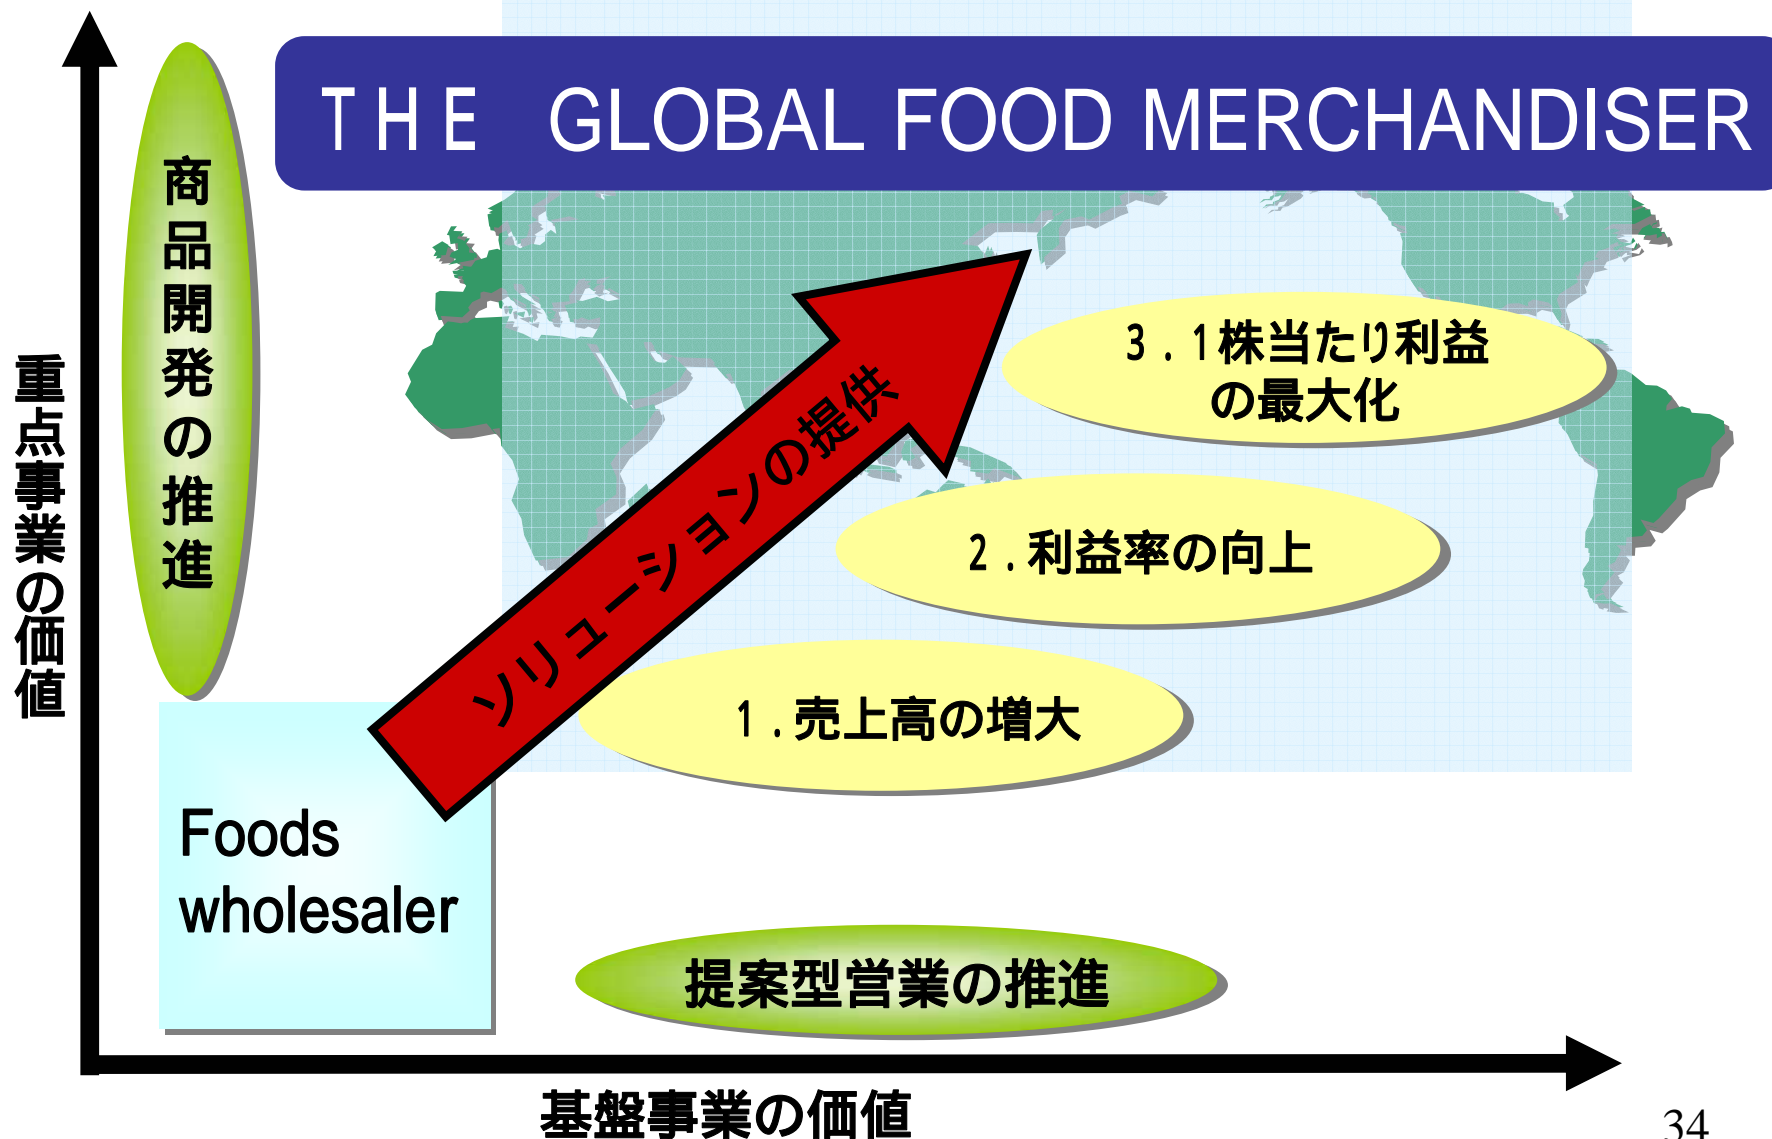 THE GLOBAL FOOD MERCHANDISER
商品開発の推進
重点事業の価値
3．1株当たり利益
の最大化
ソリューションの提供
2．利益率の向上
1．売上高の増大
Foods
wholesaler
提案型営業の推進
基盤事業の価値
34